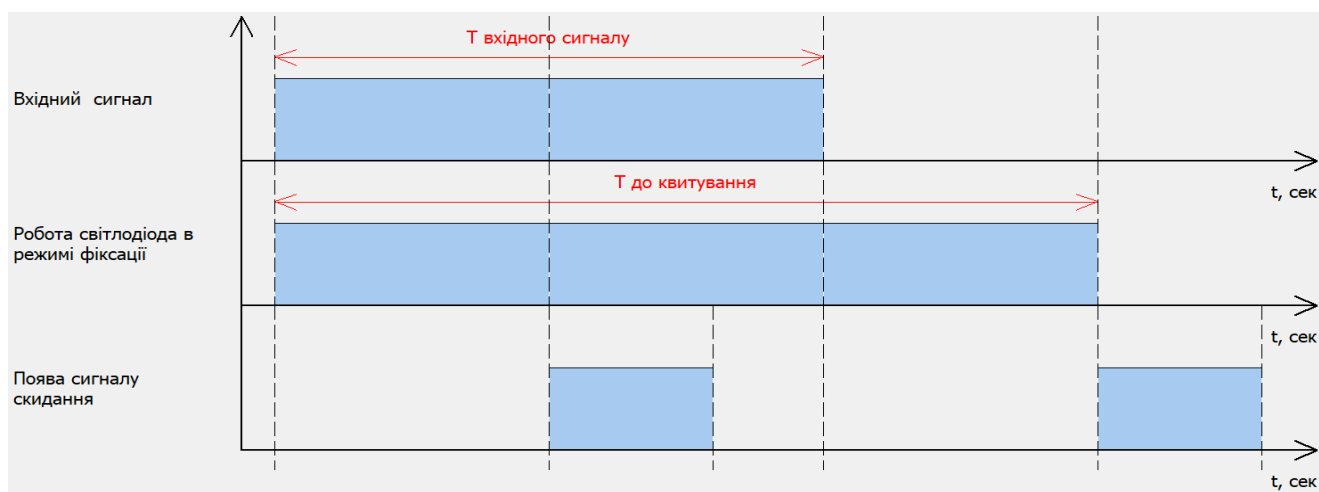 T вхідного сигналу
Вхідний сигнал
t, сек
T до квитування
Робота світлодіода в
режимі фіксації
t, сек
Поява сигналу
скидання
t, сек